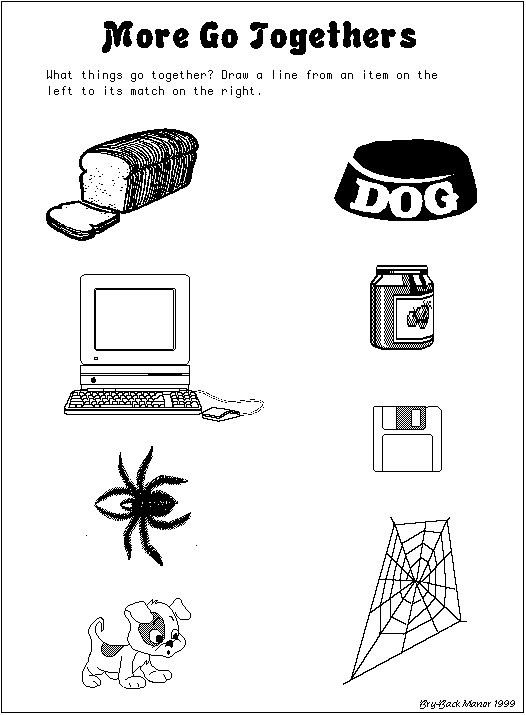 More Go Togethers
What things go together? Draw a line from an item on the
left to its match on the right.
DOG
Bry-Back Manor 1999